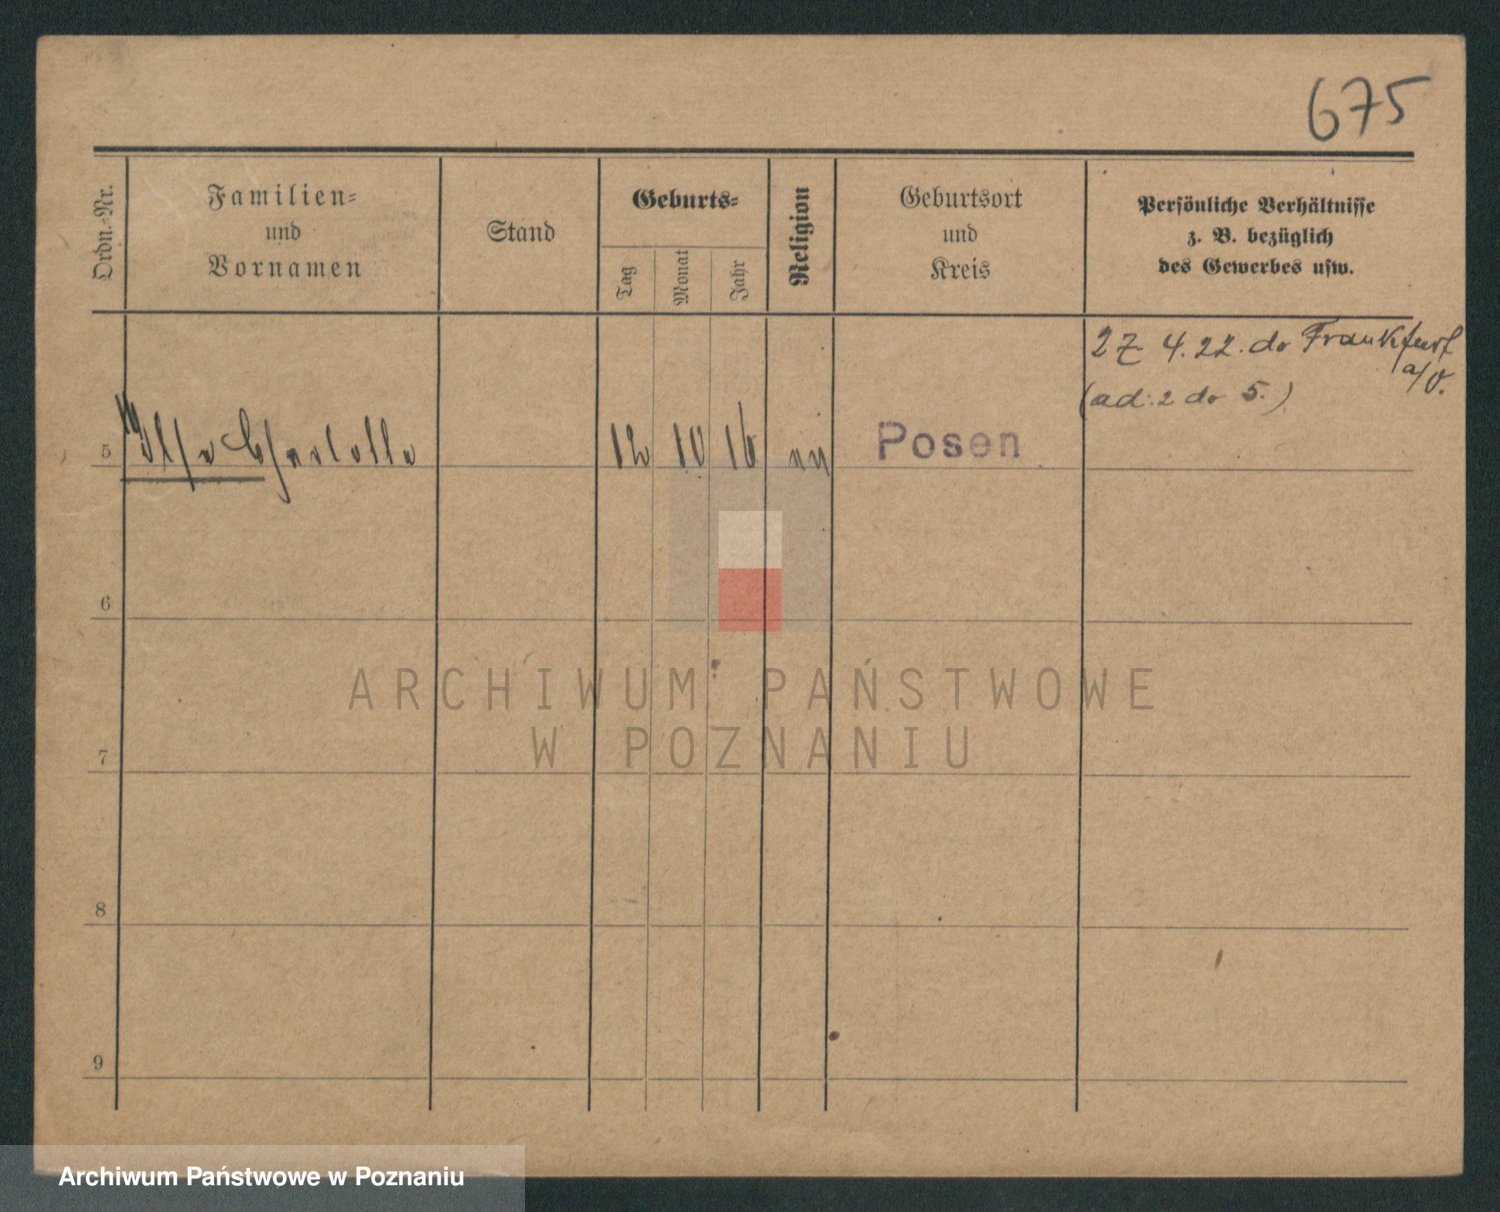 675
Ordn.-Nr.
Familien-
und
Vornamen
Stand
Geburts-
Tag
Monat
Jahr
Religion
Geburtsort
und
Kreis
Persönliche Verhältnisse
z. B. bezüglich
des Gewerbes usw.
27 4. 22. do Frankfurt
a/O.
(ad. 2 do 5.)
5
Ilse Charlotte
12
10
16
Posen
6
7
8
9
ARCHIWUM PAŃSTWOWE
W POZNANIU
Archiwum Państwowe w Poznaniu